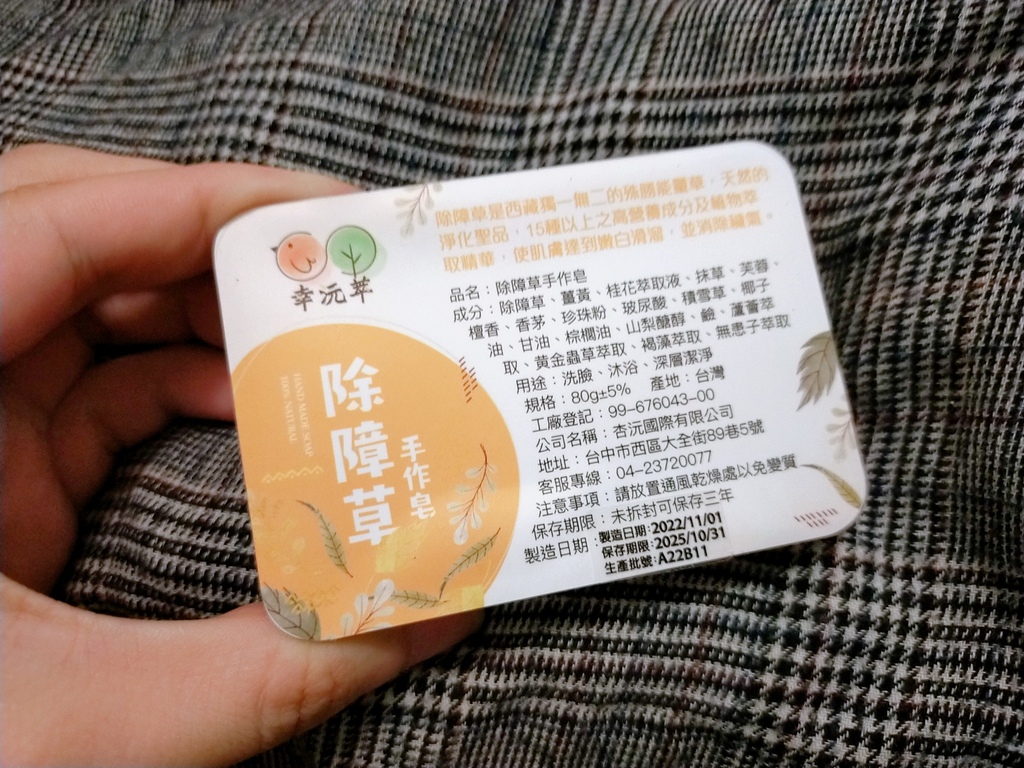 幸沅萃
除障草是西藏獨一無二的殊勝能量草，天然的
淨化聖品，15種以上之高營養成分及植物萃
取精華，使肌膚達到嫩白滑溜，並消除穢氣。
品名：除障草手作皂
成分：除障草、薑黃、桂花萃取液、抹草、芙蓉、
檀香、香茅、珍珠粉、玻尿酸、積雪草、椰子
油、甘油、棕櫚油、山梨醣醇、鹼、蘆薈萃
取、黃金蟲草萃取、褐藻萃取、無患子萃取
用途：洗臉、沐浴、深層潔淨
規格：80g±5%　產地：台灣
工廠登記：99-676043-00
公司名稱：杏沅國際有限公司
地址：台中市西區大全街89巷5號
客服專線：04-23720077
注意事項：請放置通風乾燥處以免變質
保存期限：未拆封可保存三年
製造日期：
製造日期:2022/11/01
保存期限:2025/10/31
生產批號:A22B11
除障草
手作皂
HAND MADE SOAP
100% NATURAL